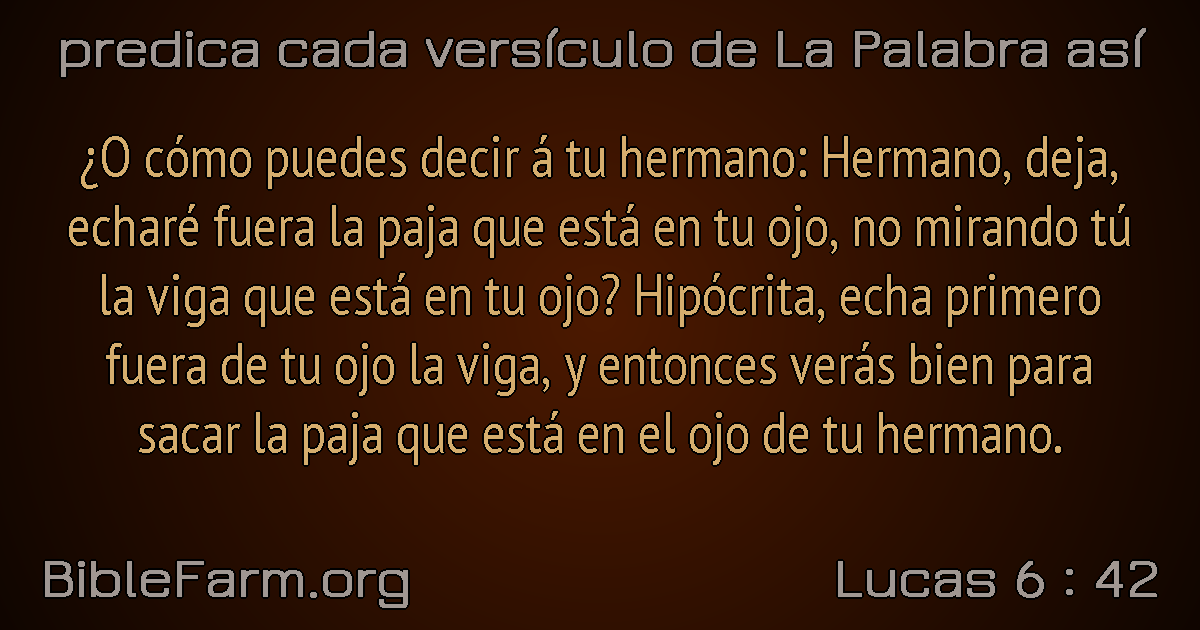 predica cada versículo de La Palabra así
¿O cómo puedes decir á tu hermano: Hermano, deja,
echaré fuera la paja que está en tu ojo, no mirando tú
la viga que está en tu ojo? Hipócrita, echa primero
fuera de tu ojo la viga, y entonces verás bien para
sacar la paja que está en el ojo de tu hermano.
BibleFarm.org
Lucas 6 : 42